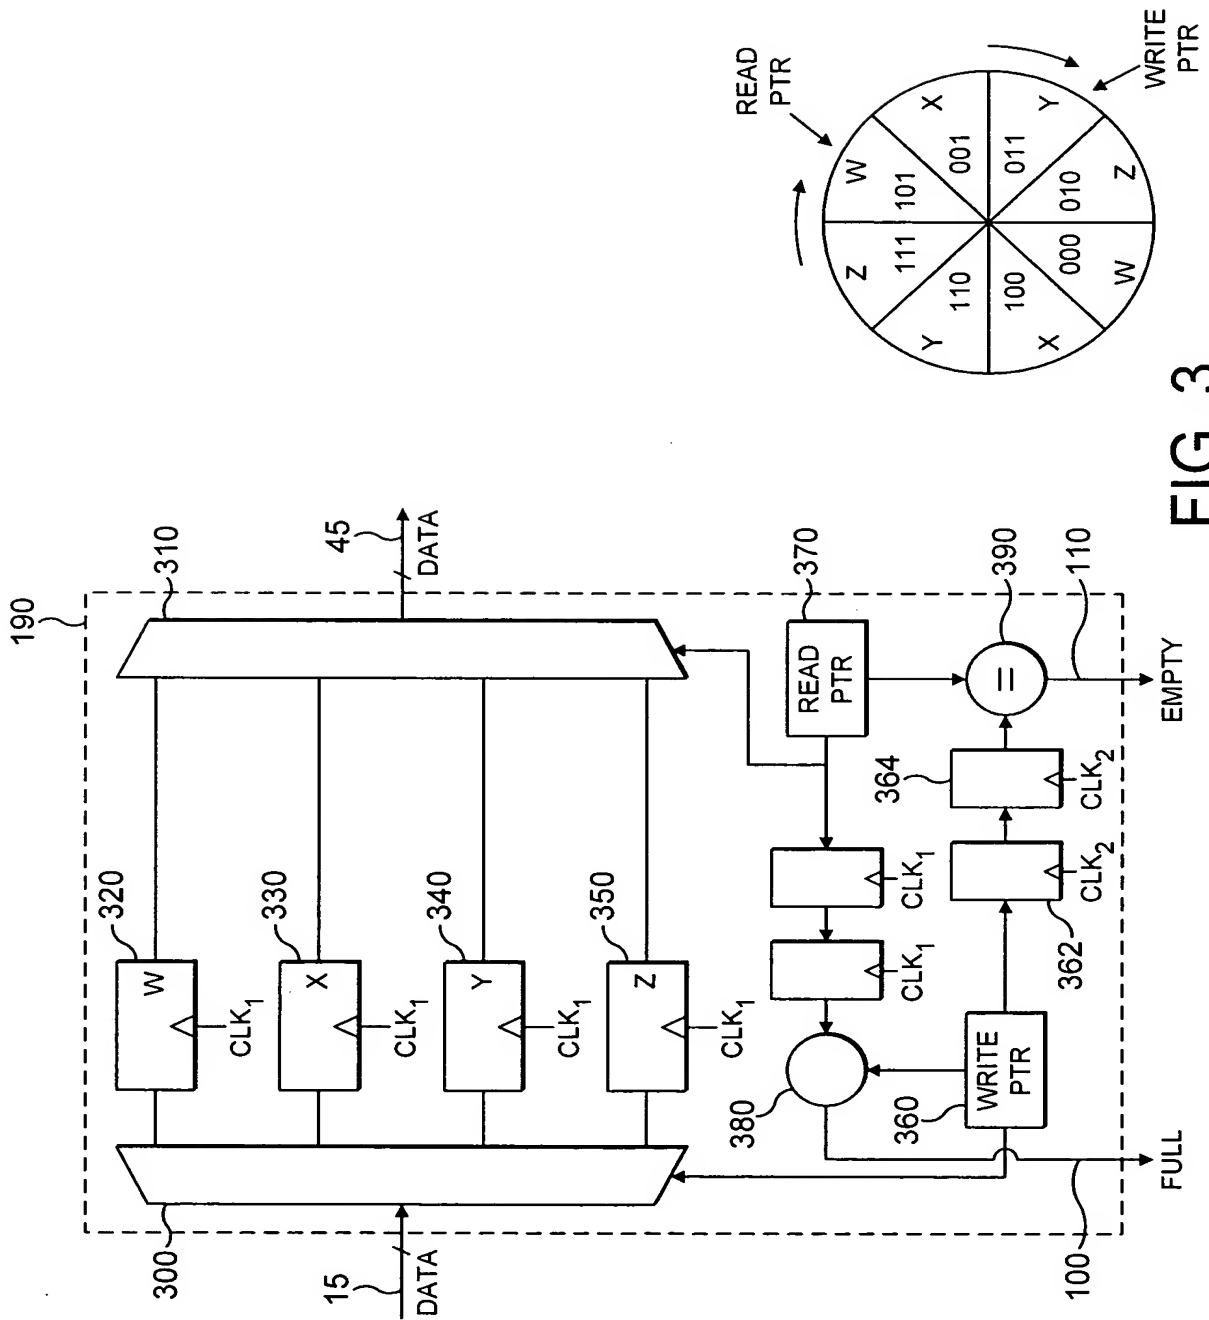 190
300
15
DATA
320
W
CLK1
330
X
CLK1
340
Y
CLK1
350
Z
CLK1
310
45
DATA
380
CLK1
CLK1
READ
PTR
370
360
WRITE
PTR
362
CLK2
364
CLK2
=
390
100
FULL
110
EMPTY
READ
PTR
WRITE
PTR
W
101
X
001
Y
011
Z
010
W
000
X
100
Y
110
Z
111
FIG. 3